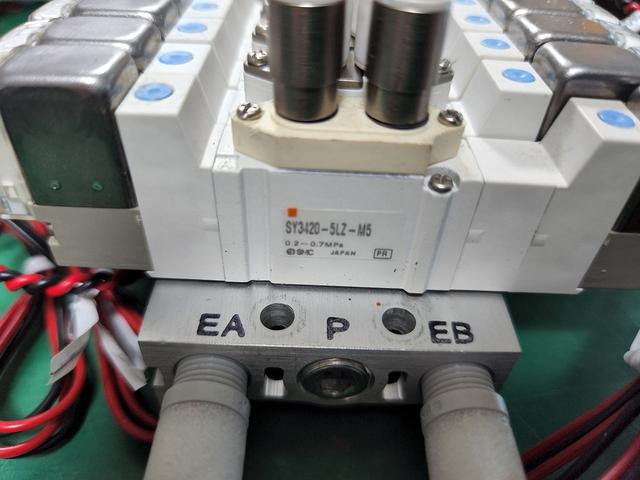 SY3420-5LZ-M5
0.2~0.7MPa
SMC JAPAN PR
EA P EB